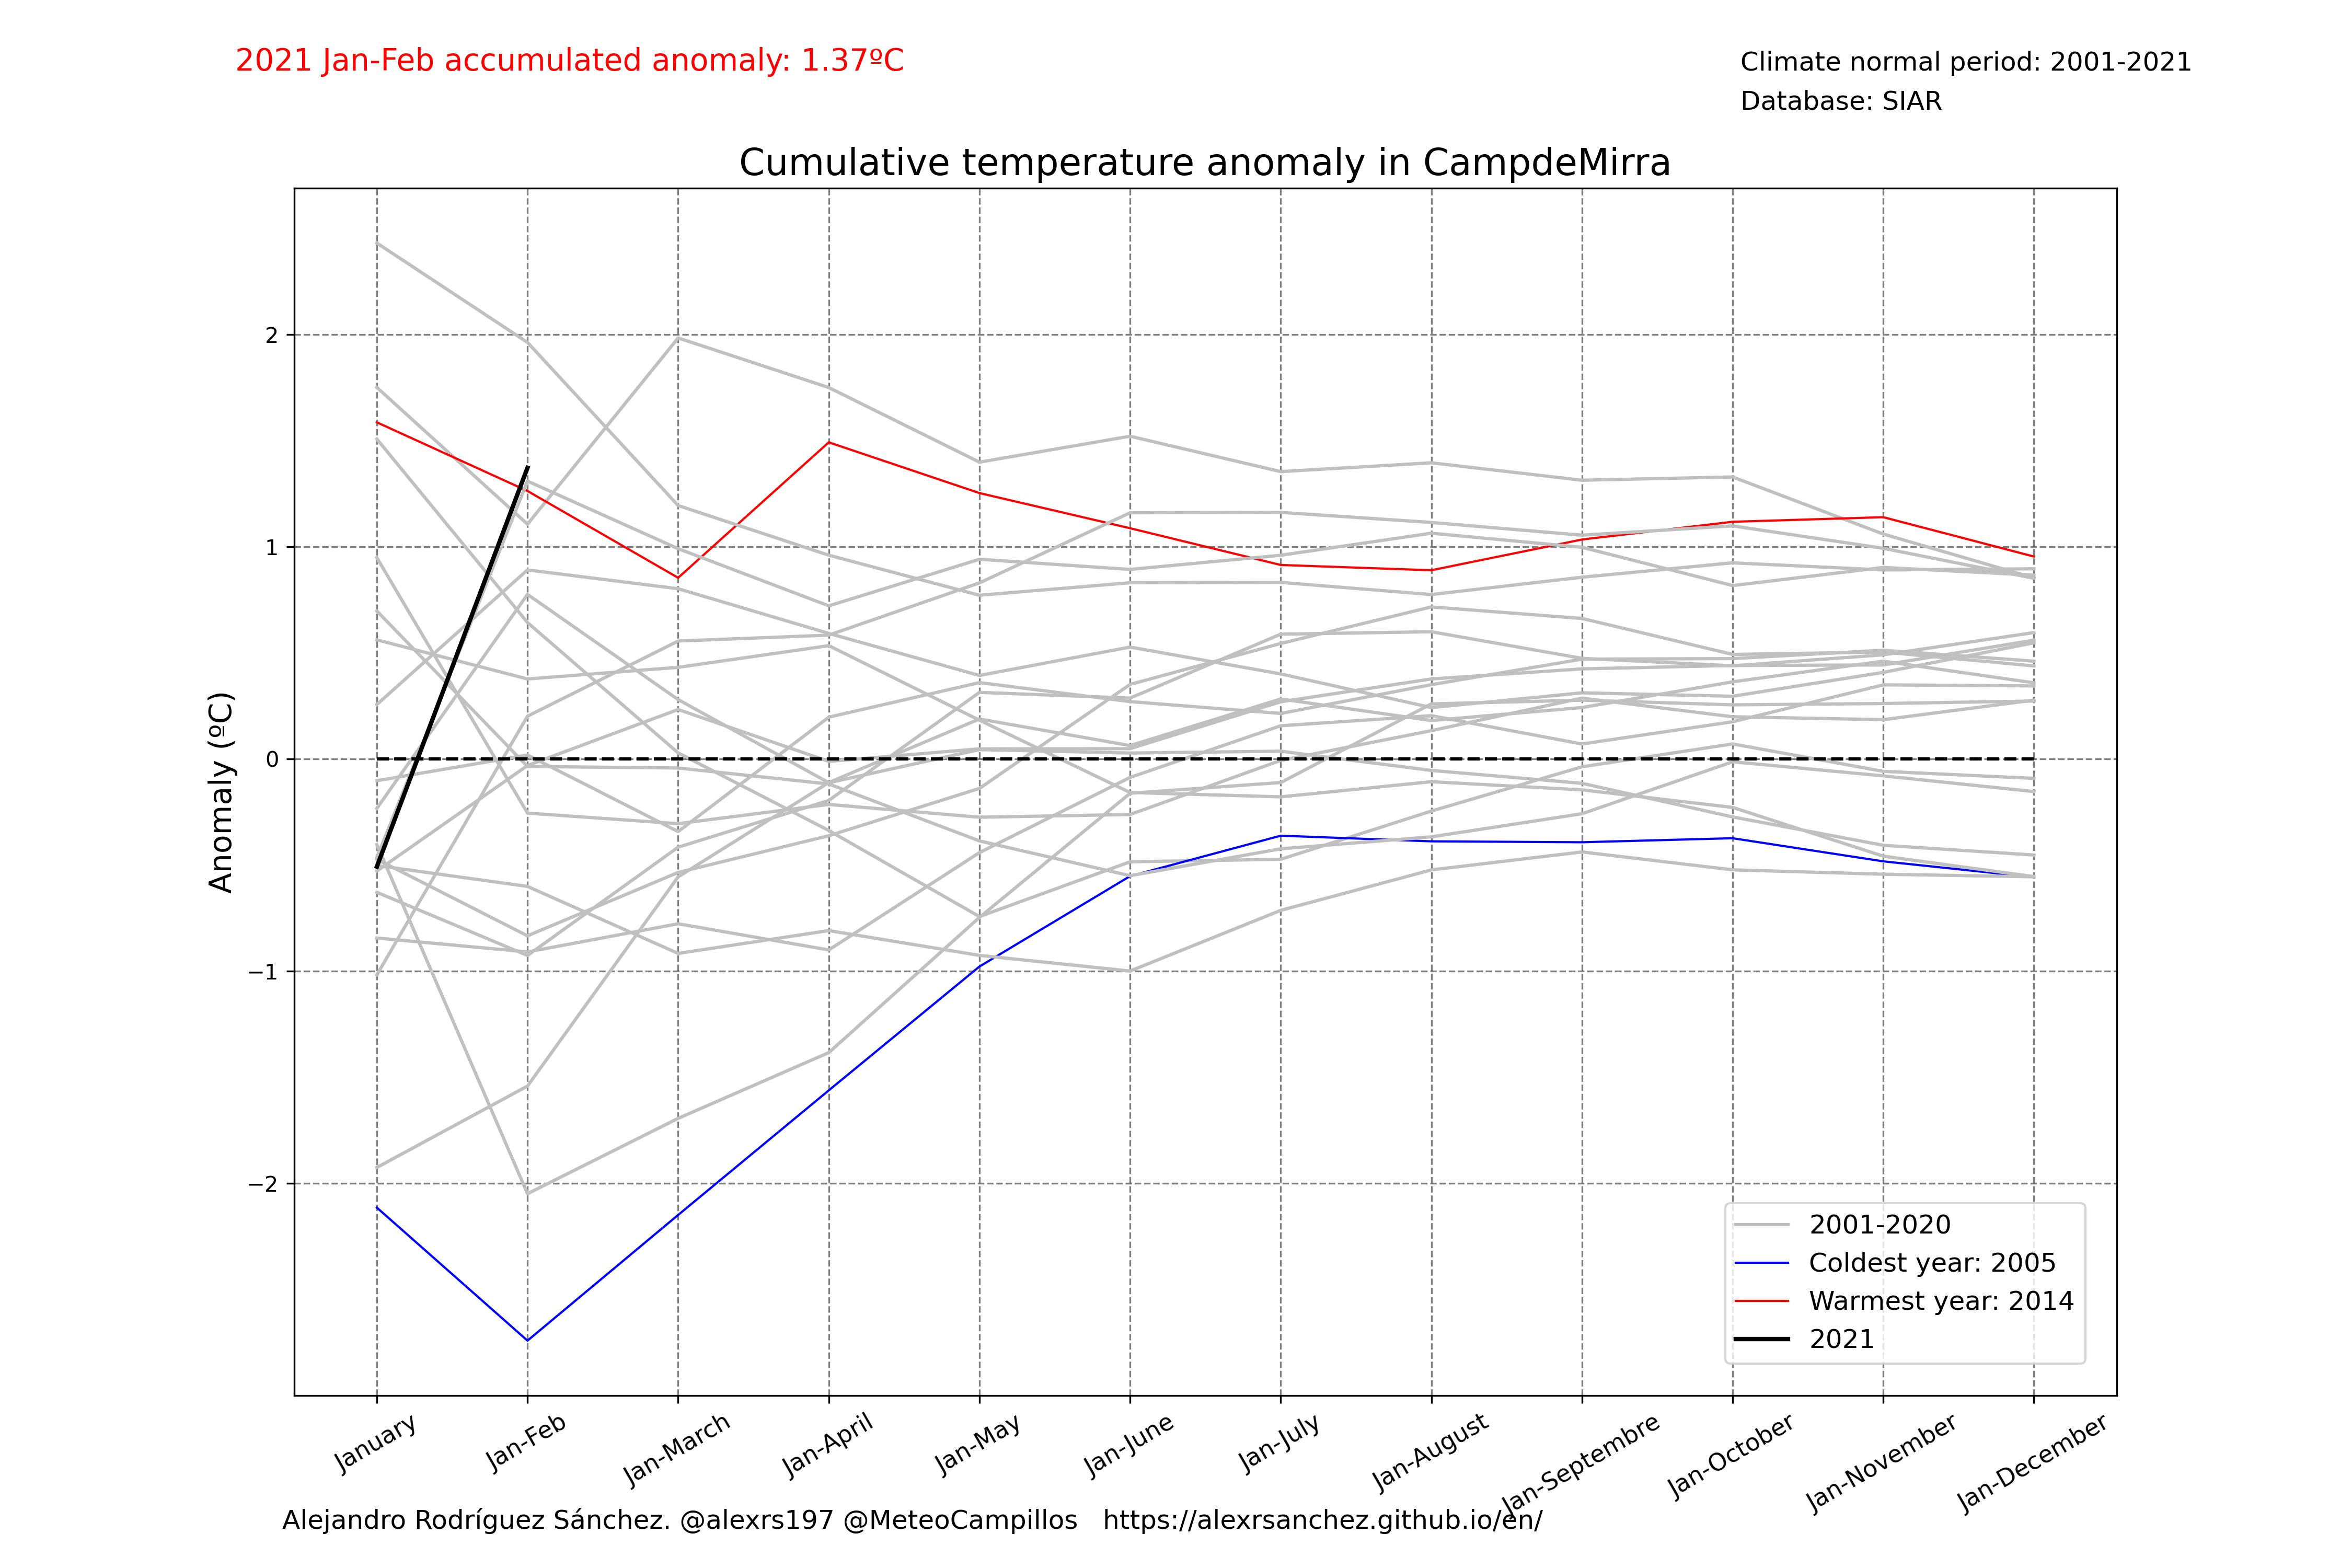 2021 Jan-Feb accumulated anomaly: 1.37ºC
Climate normal period: 2001-2021
Database: SIAR
Cumulative temperature anomaly in CampdeMirra
Anomaly (ºC)
2
1
0
−1
−2
2001-2020
Coldest year: 2005
Warmest year: 2014
2021
January
Jan-Feb
Jan-March
Jan-April
Jan-May
Jan-June
Jan-July
Jan-August
Jan-Septembre
Jan-October
Jan-November
Jan-December
Alejandro Rodríguez Sánchez. @alexrs197 @MeteoCampillos   https://alexrsanchez.github.io/en/